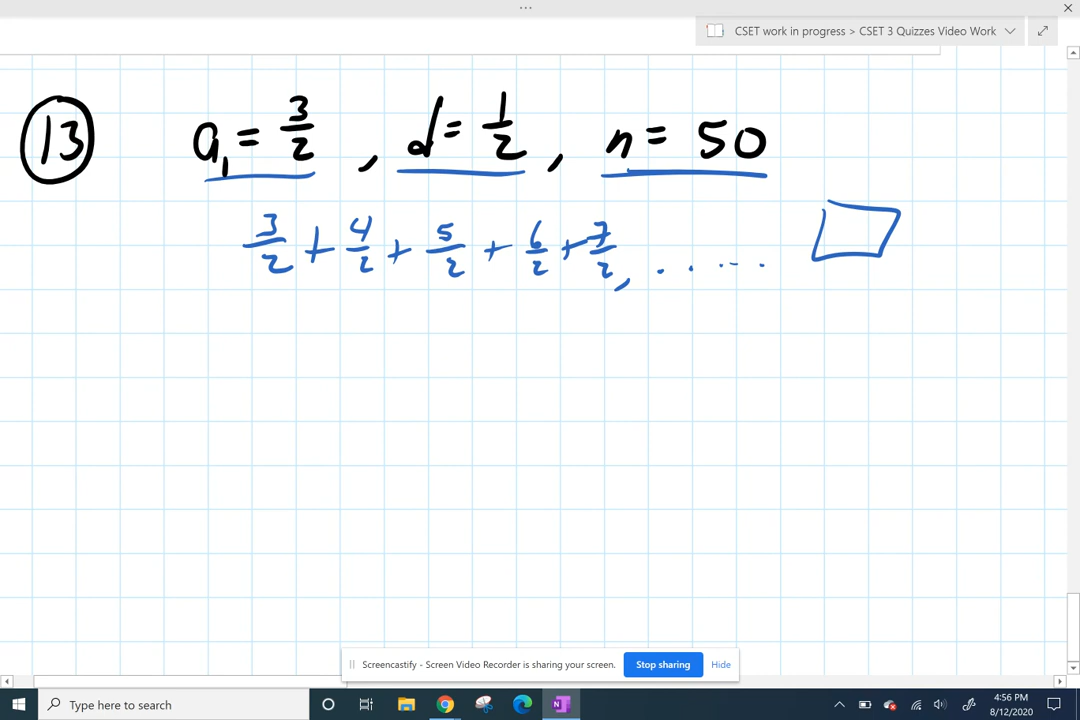 CSET work in progress > CSET 3 Quizzes Video Work
13 a₁ = 3/2 , d = 1/2 , n = 50
3/2 + 4/2 + 5/2 + 6/2 + 7/2 , . . . . .
Screencastify - Screen Video Recorder is sharing your screen. Stop sharing Hide
Type here to search
N
4:56 PM
8/12/2020